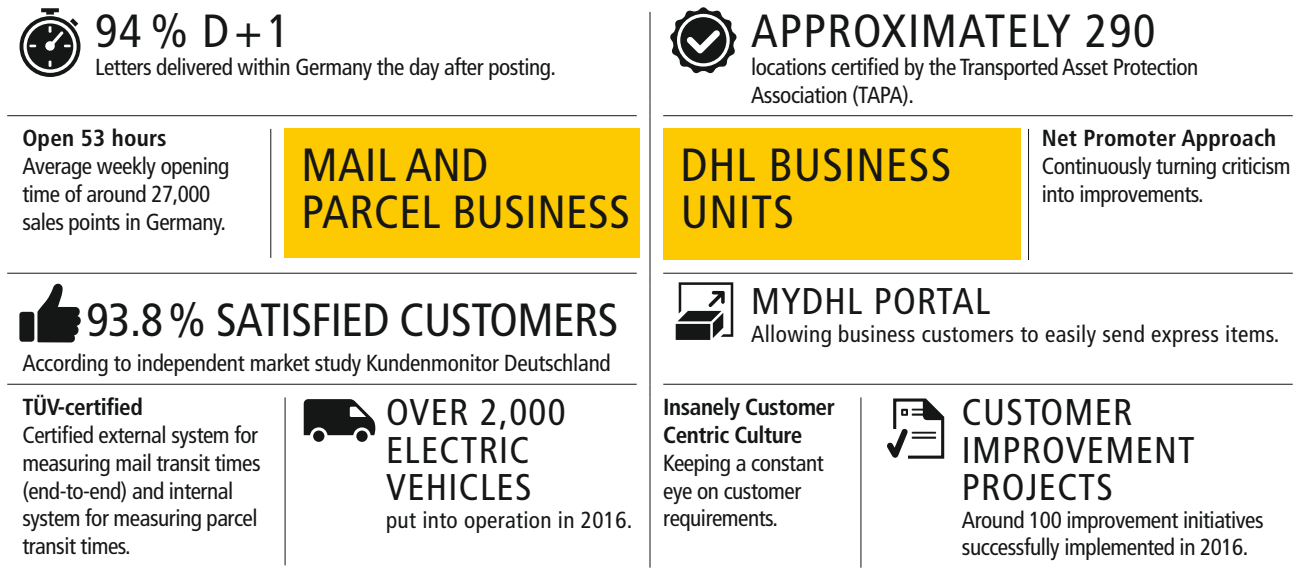 94 % D+1
Letters delivered within Germany the day after posting.
Open 53 hours
Average weekly opening
time of around 27,000
sales points in Germany.
MAIL AND
PARCEL BUSINESS
93.8 % SATISFIED CUSTOMERS
According to independent market study Kundenmonitor Deutschland
TÜV-certified
Certified external system for
measuring mail transit times
(end-to-end) and internal
system for measuring parcel
transit times.
OVER 2,000
ELECTRIC
VEHICLES
put into operation in 2016.
APPROXIMATELY 290
locations certified by the Transported Asset Protection
Association (TAPA).
DHL BUSINESS
UNITS
Net Promoter Approach
Continuously turning criticism
into improvements.
MYDHL PORTAL
Allowing business customers to easily send express items.
Insanely Customer
Centric Culture
Keeping a constant
eye on customer
requirements.
CUSTOMER
IMPROVEMENT
PROJECTS
Around 100 improvement initiatives
successfully implemented in 2016.